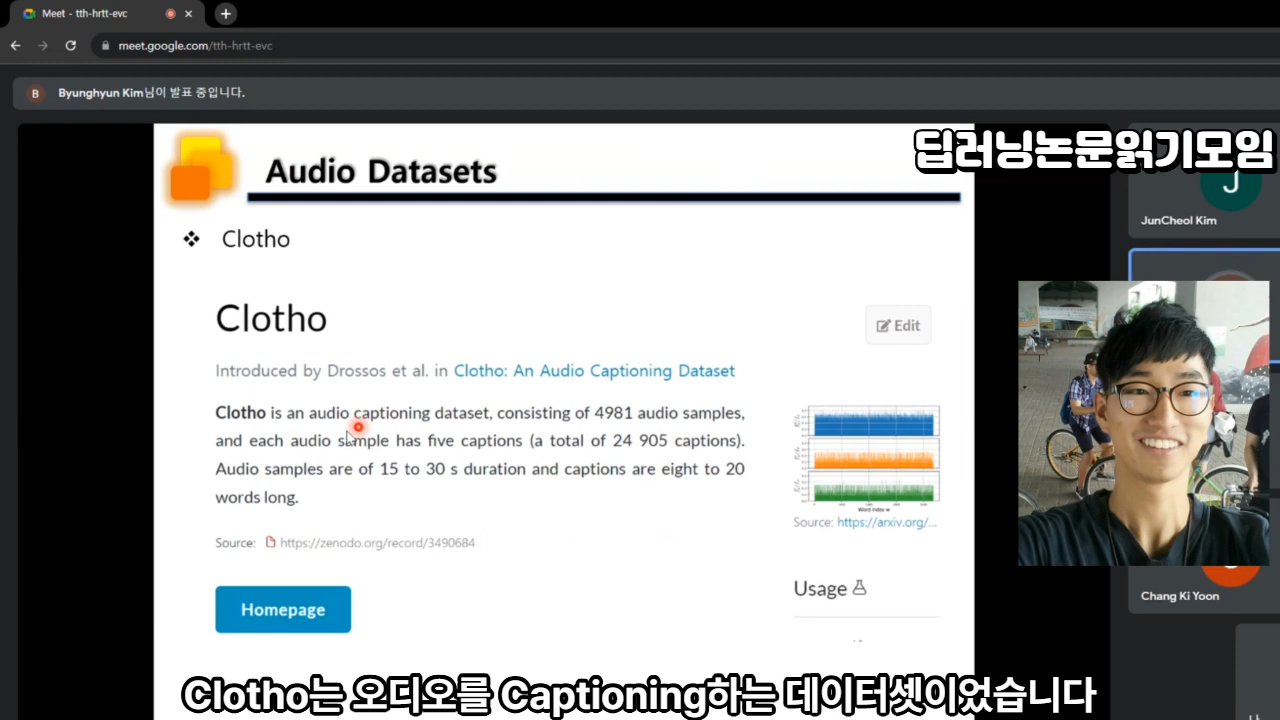 Meet - tth-hrtt-evc
meet.google.com/tth-hrtt-evc
B
Byunghyun Kim님이 발표 중입니다.
딥러닝논문읽기모임
Audio Datasets
J
JunCheol Kim
Clotho
Clotho
Edit
Introduced by Drossos et al. in Clotho: An Audio Captioning Dataset
Clotho is an audio captioning dataset, consisting of 4981 audio samples,
and each audio sample has five captions (a total of 24 905 captions).
Audio samples are of 15 to 30 s duration and captions are eight to 20
words long.
Word index w
Source: https://arxiv.org/...
Source: https://zenodo.org/record/3490684
Usage
Homepage
Chang Ki Yoon
Clotho는 오디오를 Captioning하는 데이터셋이었습니다